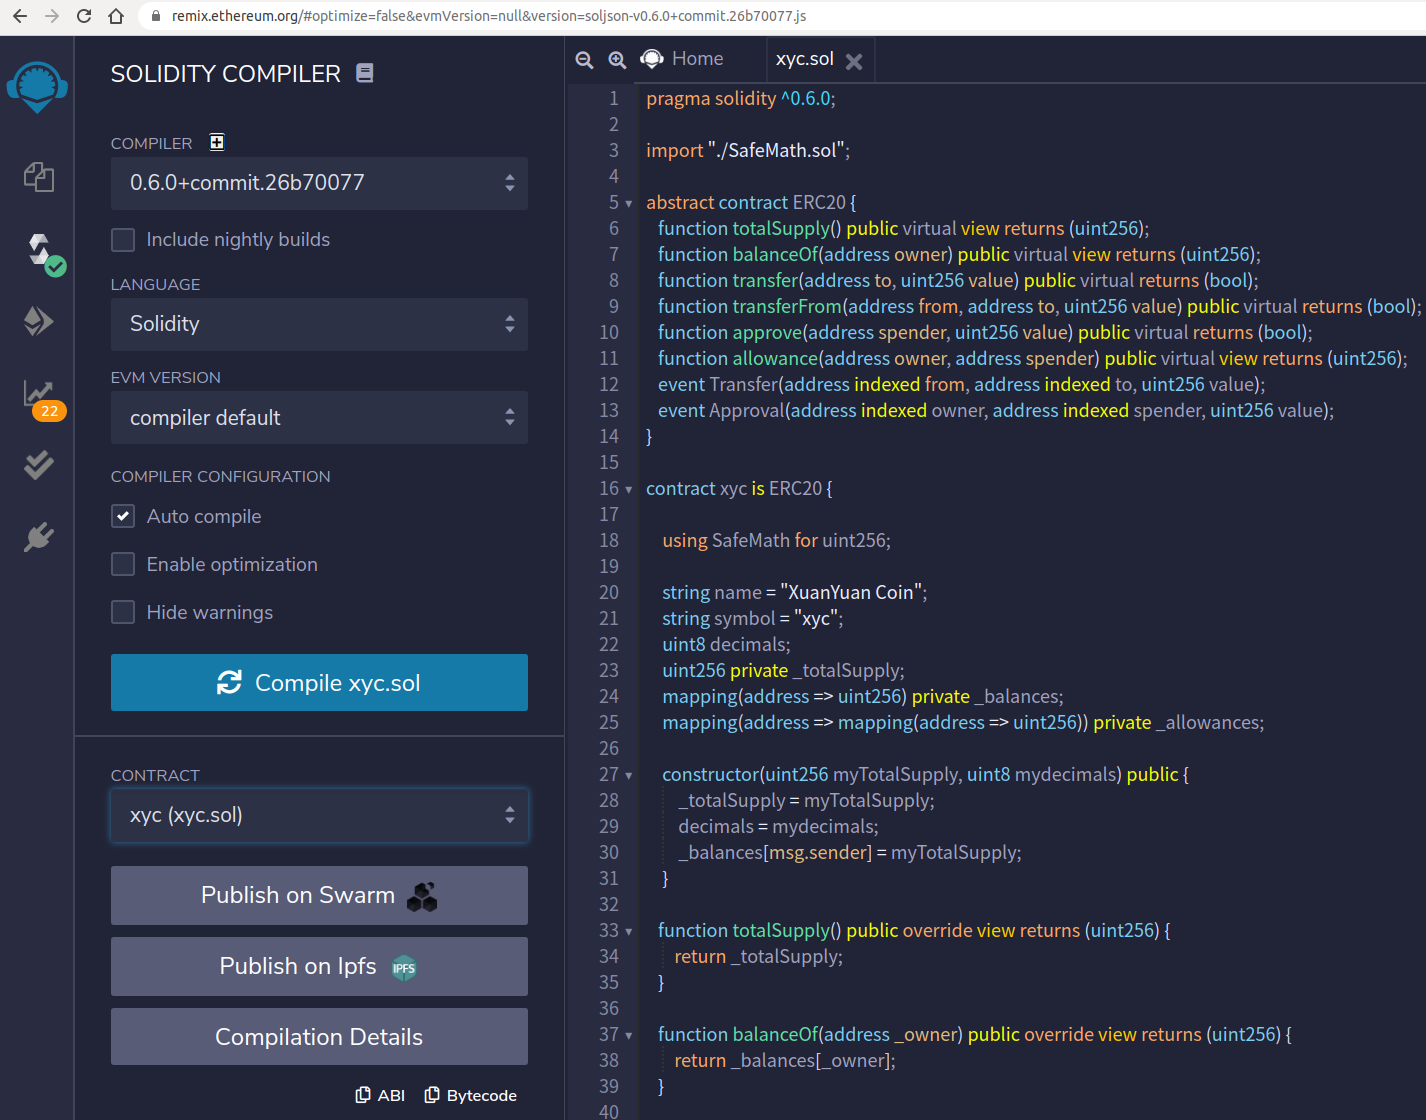 remix.ethereum.org/#optimize=false&evmVersion=null&version=soljson-v0.6.0+commit.26b70077.js
SOLIDITY COMPILER
COMPILER
0.6.0+commit.26b70077
Include nightly builds
LANGUAGE
Solidity
EVM VERSION
compiler default
22
COMPILER CONFIGURATION
Auto compile
Enable optimization
Hide warnings
Compile xyc.sol
CONTRACT
xyc (xyc.sol)
Publish on Swarm
Publish on Ipfs IPFS
Compilation Details
ABI Bytecode
Home xyc.sol
1 pragma solidity ^0.6.0;
2
3 import "./SafeMath.sol";
4
5 abstract contract ERC20 {
6 function totalSupply() public virtual view returns (uint256);
7 function balanceOf(address owner) public virtual view returns (uint256);
8 function transfer(address to, uint256 value) public virtual returns (bool);
9 function transferFrom(address from, address to, uint256 value) public virtual returns (bool);
10 function approve(address spender, uint256 value) public virtual returns (bool);
11 function allowance(address owner, address spender) public virtual view returns (uint256);
12 event Transfer(address indexed from, address indexed to, uint256 value);
13 event Approval(address indexed owner, address indexed spender, uint256 value);
14 }
15
16 contract xyc is ERC20 {
17
18 using SafeMath for uint256;
19
20 string name = "XuanYuan Coin";
21 string symbol = "xyc";
22 uint8 decimals;
23 uint256 private _totalSupply;
24 mapping(address => uint256) private _balances;
25 mapping(address => mapping(address => uint256)) private _allowances;
26
27 constructor(uint256 myTotalSupply, uint8 mydecimals) public {
28 _totalSupply = myTotalSupply;
29 decimals = mydecimals;
30 _balances[msg.sender] = myTotalSupply;
31 }
32
33 function totalSupply() public override view returns (uint256) {
34 return _totalSupply;
35 }
36
37 function balanceOf(address _owner) public override view returns (uint256) {
38 return _balances[_owner];
39 }
40